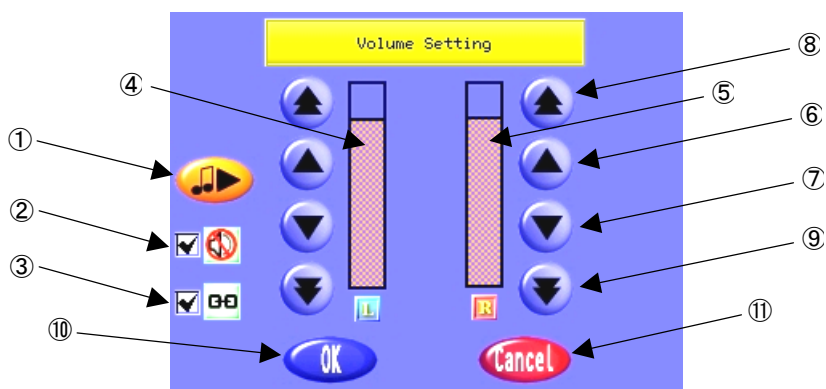 Volume Setting
⑧
④
⑤
⑥
①
⑦
②
⑨
③
L
R
⑩
⑪
OK
Cancel